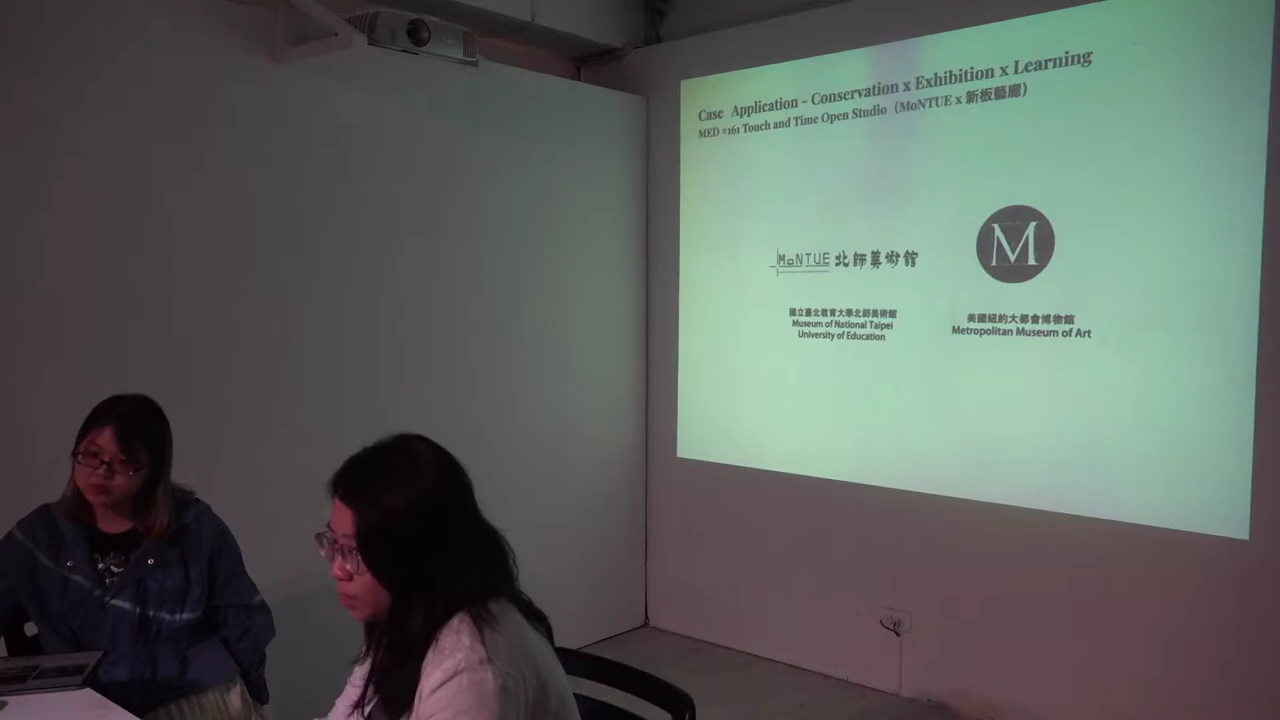 Case Application - Conservation x Exhibition x Learning
MED #161 Touch and Time Open Studio（MoNTUE x 新板藝廊）
MoNTUE 北師美術館
M
國立臺北教育大學北師美術館
Museum of National Taipei
University of Education
美國紐約大都會博物館
Metropolitan Museum of Art